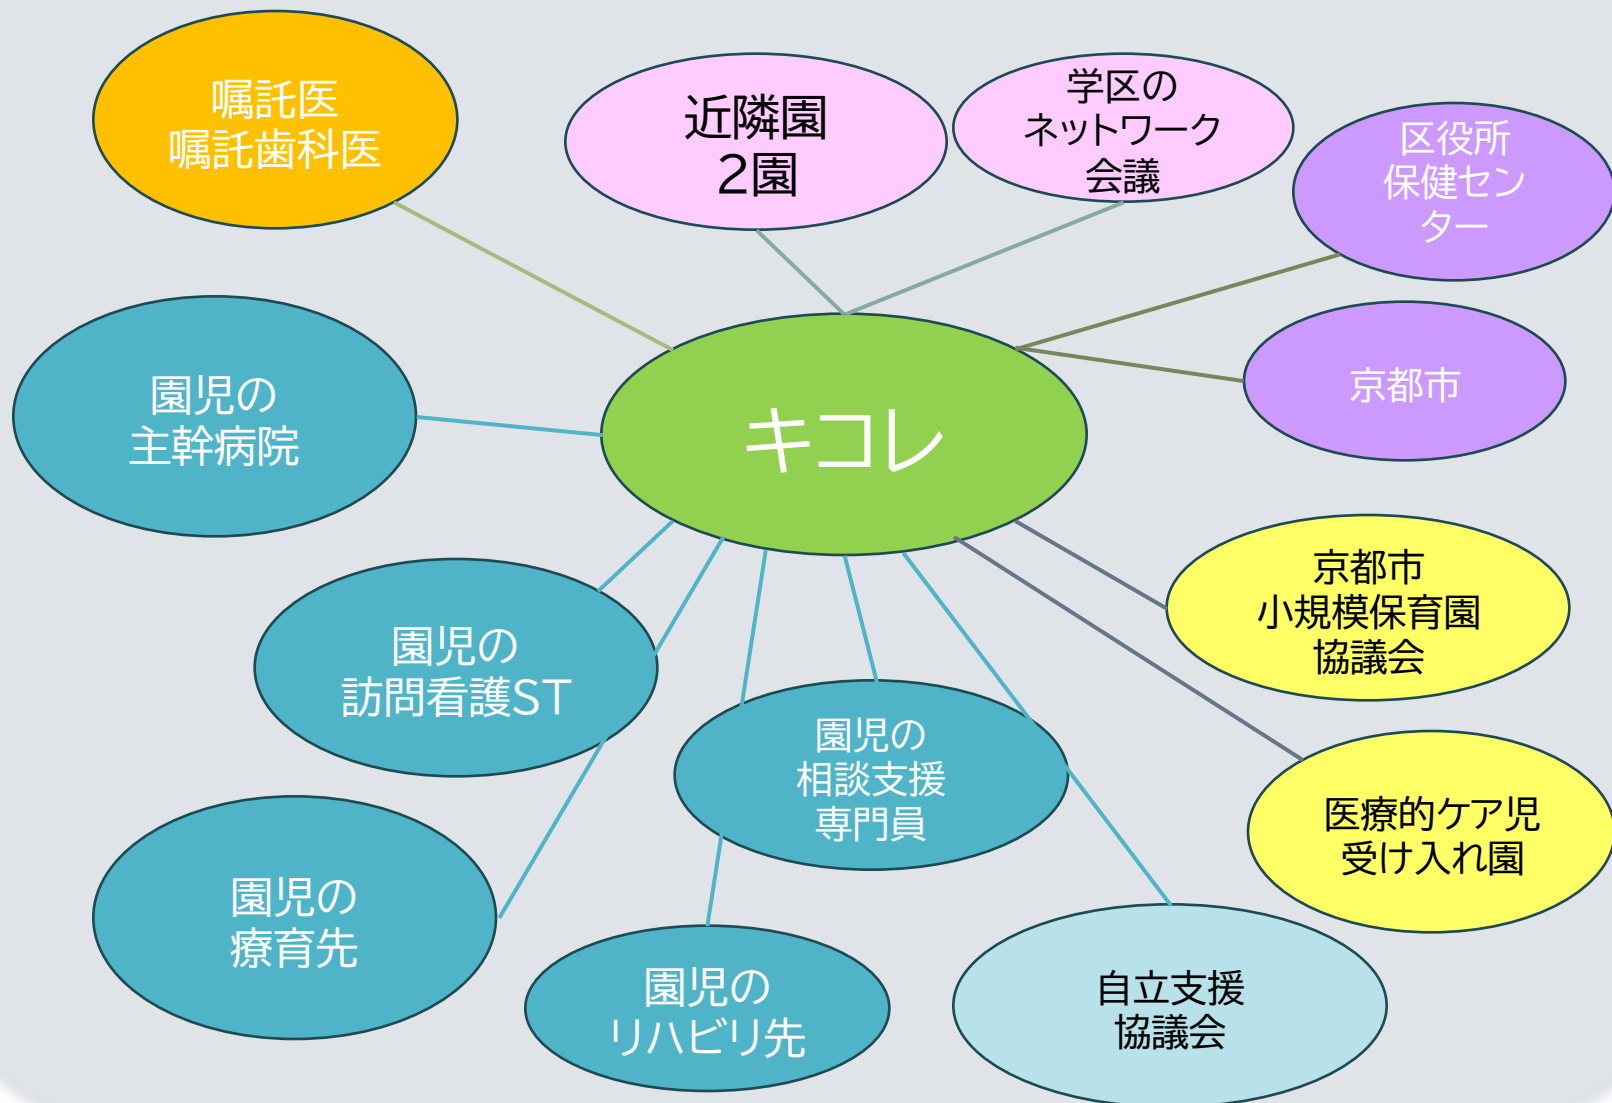 嘱託医
嘱託歯科医
近隣園
2園
学区の
ネットワーク
会議
区役所
保健セン
ター
園児の
主幹病院
キコレ
京都市
京都市
小規模保育園
協議会
園児の
訪問看護ST
園児の
相談支援
専門員
医療的ケア児
受け入れ園
園児の
療育先
園児の
リハビリ先
自立支援
協議会